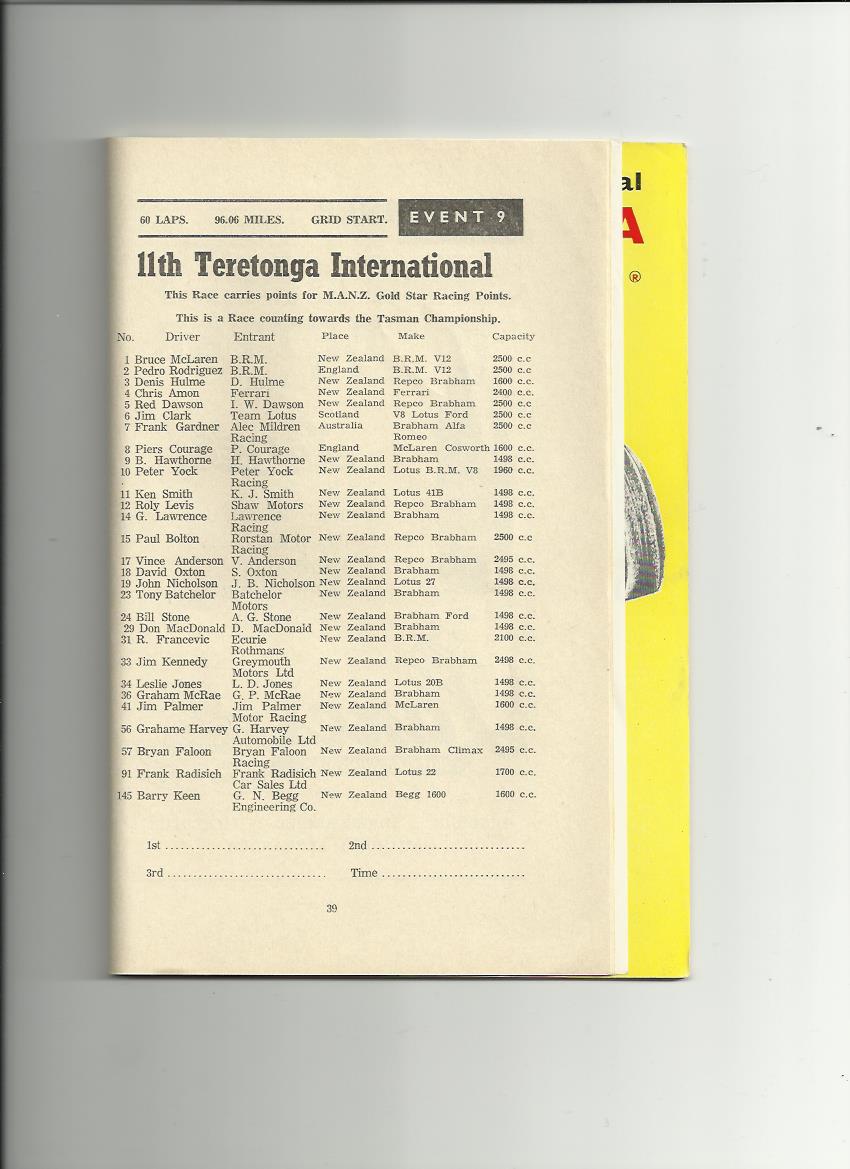 60 LAPS. 96.06 MILES. GRID START. EVENT 9
11th Teretonga International
This Race carries points for M.A.N.Z. Gold Star Racing Points.
This is a Race counting towards the Tasman Championship.
No. Driver Entrant Place Make Capacity
1 Bruce McLaren B.R.M. New Zealand B.R.M. V12 2500 c.c
2 Pedro Rodriguez B.R.M. England B.R.M. V12 2500 c.c
3 Denis Hulme D. Hulme New Zealand Repco Brabham 1600 c.c.
4 Chris Amon Ferrari New Zealand Ferrari 2400 c.c.
5 Red Dawson I. W. Dawson New Zealand Repco Brabham 2500 c.c
6 Jim Clark Team Lotus Scotland V8 Lotus Ford 2500 c.c
7 Frank Gardner Alec Mildren Australia Brabham Alfa 2500 c.c
Racing Romeo
8 Piers Courage P. Courage England McLaren Cosworth 1600 c.c.
9 B. Hawthorne H. Hawthorne New Zealand Brabham 1498 c.c.
10 Peter Yock Peter Yock New Zealand Lotus B.R.M. V8 1960 c.c.
Racing
11 Ken Smith K. J. Smith New Zealand Lotus 41B 1498 c.c.
12 Roly Levis Shaw Motors New Zealand Repco Brabham 1498 c.c.
14 G. Lawrence Lawrence New Zealand Brabham 1498 c.c.
Racing
15 Paul Bolton Rorstan Motor New Zealand Repco Brabham 2500 c.c
Racing
17 Vince Anderson V. Anderson New Zealand Repco Brabham 2495 c.c.
18 David Oxton S. Oxton New Zealand Brabham 1498 c.c.
19 John Nicholson J. B. Nicholson New Zealand Lotus 27 1498 c.c.
23 Tony Batchelor Batchelor New Zealand Brabham 1498 c.c.
Motors
24 Bill Stone A. G. Stone New Zealand Brabham Ford 1498 c.c.
29 Don MacDonald D. MacDonald New Zealand Brabham 1498 c.c.
31 R. Francevic Ecurie New Zealand B.R.M. 2100 c.c.
Rothmans
33 Jim Kennedy Greymouth New Zealand Repco Brabham 2498 c.c.
Motors Ltd
34 Leslie Jones L. D. Jones New Zealand Lotus 20B 1498 c.c.
36 Graham McRae G. P. McRae New Zealand Brabham 1498 c.c.
41 Jim Palmer Jim Palmer New Zealand McLaren 1600 c.c.
Motor Racing
56 Grahame Harvey G. Harvey New Zealand Brabham 1498 c.c.
Automobile Ltd
57 Bryan Faloon Bryan Faloon New Zealand Brabham Climax 2495 c.c.
Racing
91 Frank Radisich Frank Radisich New Zealand Lotus 22 1700 c.c.
Car Sales Ltd
145 Barry Keen G. N. Begg New Zealand Begg 1600 1600 c.c.
Engineering Co.
1st .............................. 2nd ..............................
3rd .............................. Time ............................
39
al
A
®